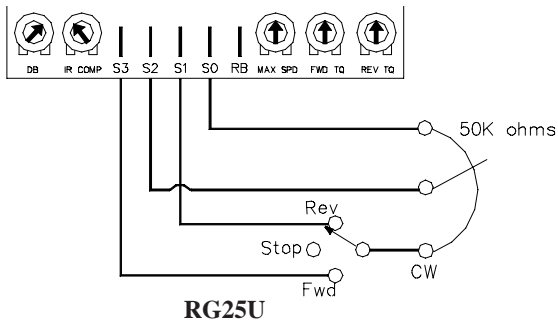 DB IR COMP S3 S2 S1 S0 RB MAX SPD FWD TQ REV TQ
50K ohms
Rev
Stop
CW
Fwd
RG25U